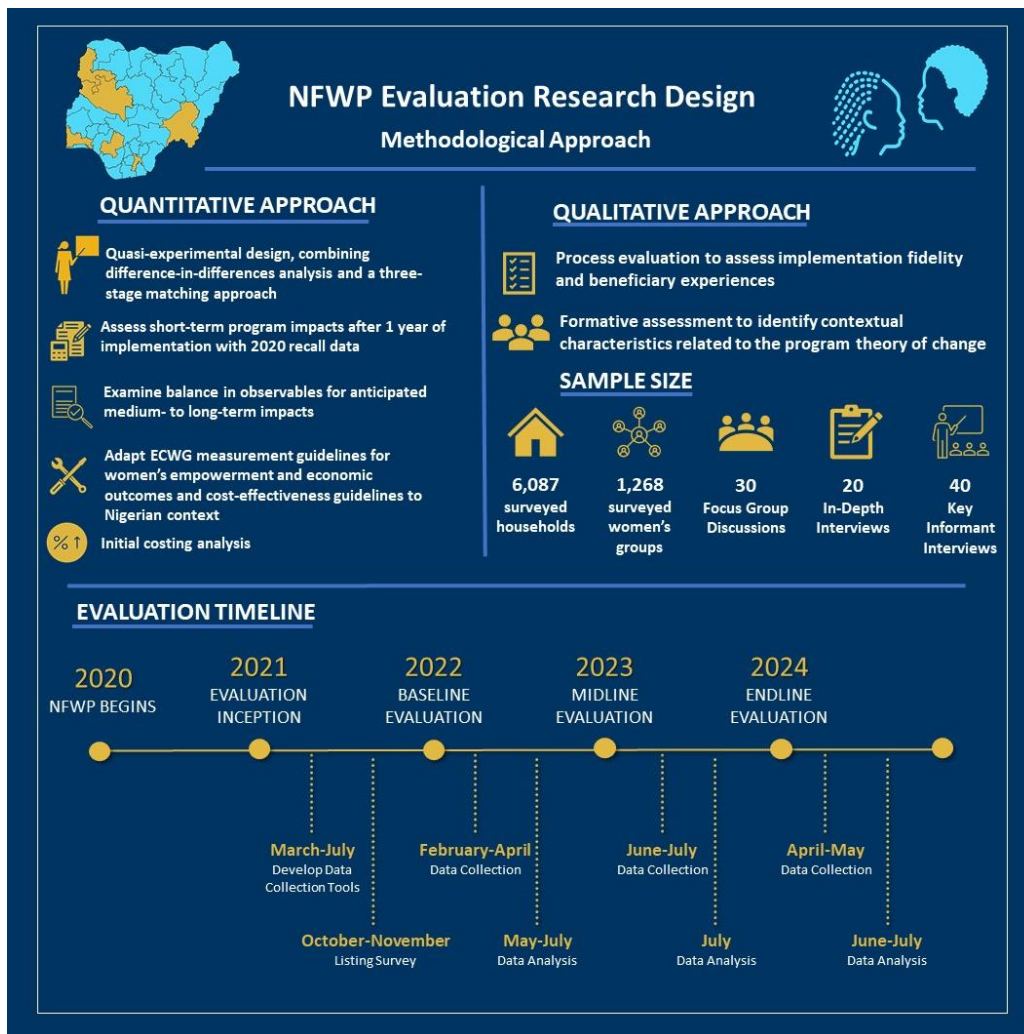 NFWP Evaluation Research Design
Methodological Approach
QUANTITATIVE APPROACH
Quasi-experimental design, combining
difference-in-differences analysis and a three-
stage matching approach
Assess short-term program impacts after 1 year of
implementation with 2020 recall data
Examine balance in observables for anticipated
medium- to long-term impacts
Adapt ECWG measurement guidelines for
women's empowerment and economic
outcomes and cost-effectiveness guidelines to
Nigerian context
% ↑
Initial costing analysis
QUALITATIVE APPROACH
Process evaluation to assess implementation fidelity
and beneficiary experiences
Formative assessment to identify contextual
characteristics related to the program theory of change
SAMPLE SIZE
6,087
surveyed
households
1,268
surveyed
women's
groups
30
Focus Group
Discussions
20
In-Depth
Interviews
40
Key
Informant
Interviews
EVALUATION TIMELINE
2020
NFWP BEGINS
2021
EVALUATION
INCEPTION
2022
BASELINE
EVALUATION
2023
MIDLINE
EVALUATION
2024
ENDLINE
EVALUATION
March-July
Develop Data
Collection Tools
February-April
Data Collection
June-July
Data Collection
April-May
Data Collection
October-November
Listing Survey
May-July
Data Analysis
July
Data Analysis
June-July
Data Analysis